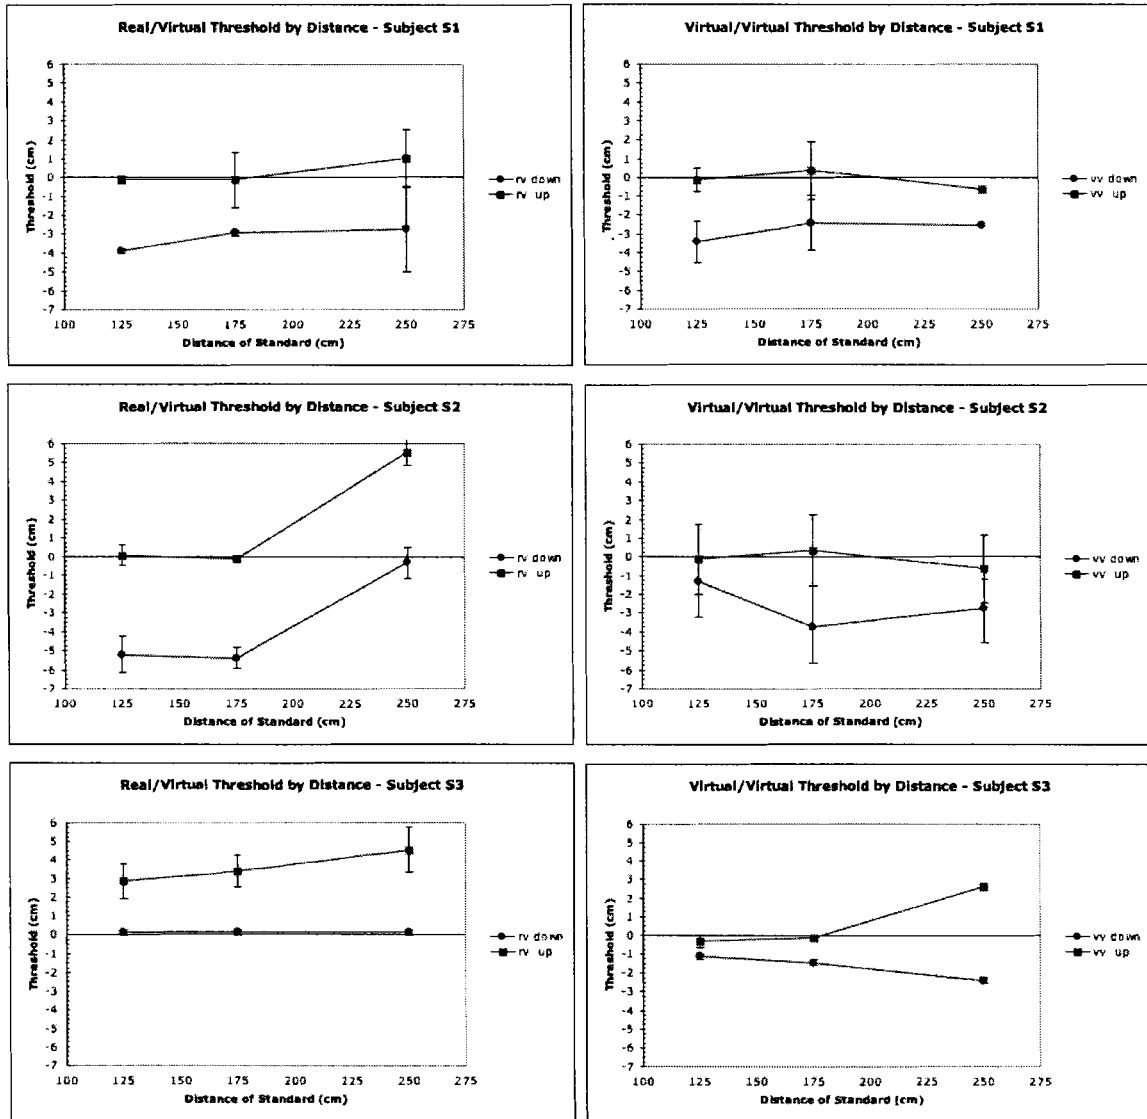 Real/Virtual Threshold by Distance - Subject S1
6
5
4
3
2
1
0
-1
-2
-3
-4
-5
-6
-7
Threshold (cm)
100 125 150 175 200 225 250 275
Distance of Standard (cm)
rv down
rv up
Virtual/Virtual Threshold by Distance - Subject S1
6
5
4
3
2
1
0
-1
-2
-3
-4
-5
-6
-7
Threshold (cm)
100 125 150 175 200 225 250 275
Distance of Standard (cm)
vv down
vv up
Real/Virtual Threshold by Distance - Subject S2
6
5
4
3
2
1
0
-1
-2
-3
-4
-5
-6
-7
Threshold (cm)
100 125 150 175 200 225 250 275
Distance of Standard (cm)
rv down
rv up
Virtual/Virtual Threshold by Distance - Subject S2
6
5
4
3
2
1
0
-1
-2
-3
-4
-5
-6
-7
Threshold (cm)
100 125 150 175 200 225 250 275
Distance of Standard (cm)
vv down
vv up
Real/Virtual Threshold by Distance - Subject S3
6
5
4
3
2
1
0
-1
-2
-3
-4
-5
-6
-7
Threshold (cm)
100 125 150 175 200 225 250 275
Distance of Standard (cm)
rv down
rv up
Virtual/Virtual Threshold by Distance - Subject S3
6
5
4
3
2
1
0
-1
-2
-3
-4
-5
-6
-7
Threshold (cm)
100 125 150 175 200 225 250 275
Distance of Standard (cm)
vv down
vv up